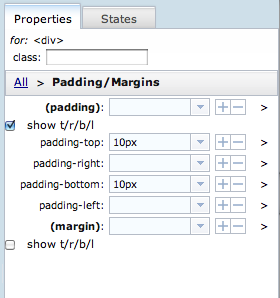 Properties States
for: <div>
class:
All > Padding/Margins
(padding): + − >
show t/r/b/l
padding-top: 10px + − >
padding-right: + − >
padding-bottom: 10px + − >
padding-left: + − >
(margin): + − >
show t/r/b/l